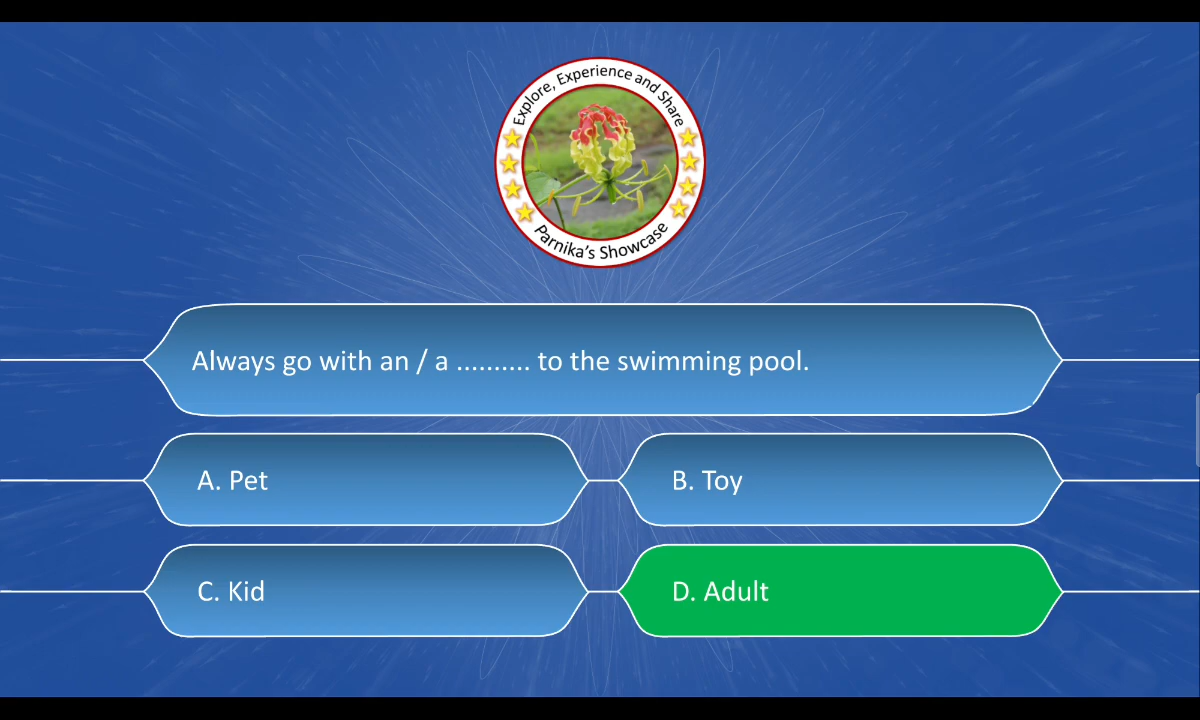 Explore, Experience and Share
Parnika's Showcase
Always go with an / a .......... to the swimming pool.
A. Pet
B. Toy
C. Kid
D. Adult